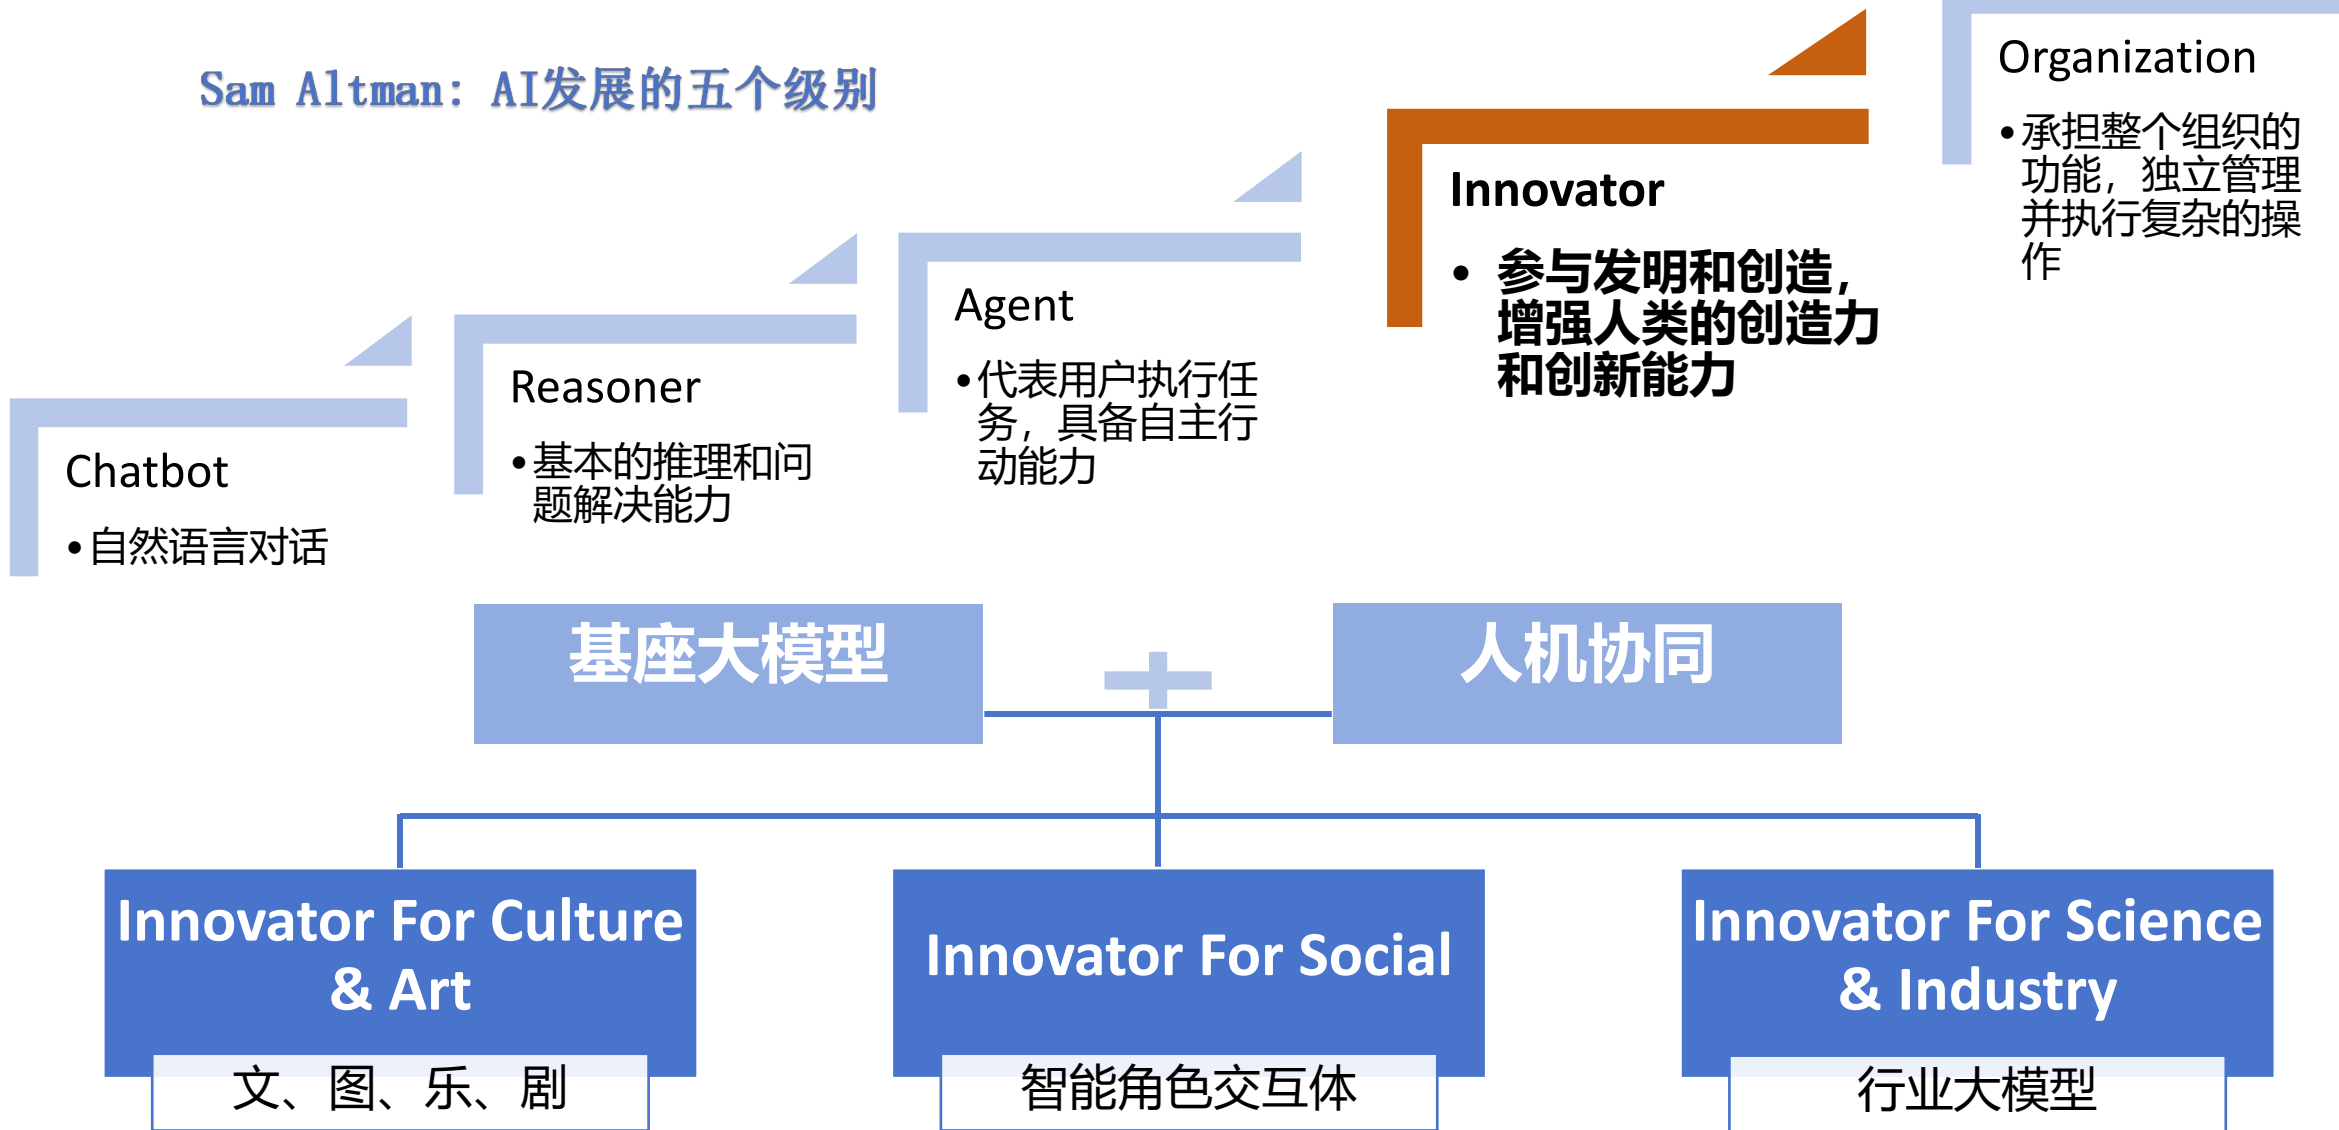 Sam Altman: AI发展的五个级别
Chatbot
•自然语言对话
Reasoner
•基本的推理和问
题解决能力
Agent
•代表用户执行任
务，具备自主行
动能力
Innovator
• 参与发明和创造，
增强人类的创造力
和创新能力
Organization
•承担整个组织的
功能，独立管理
并执行复杂的操
作
基座大模型
人机协同
Innovator For Culture
& Art
文、图、乐、剧
Innovator For Social
智能角色交互体
Innovator For Science
& Industry
行业大模型